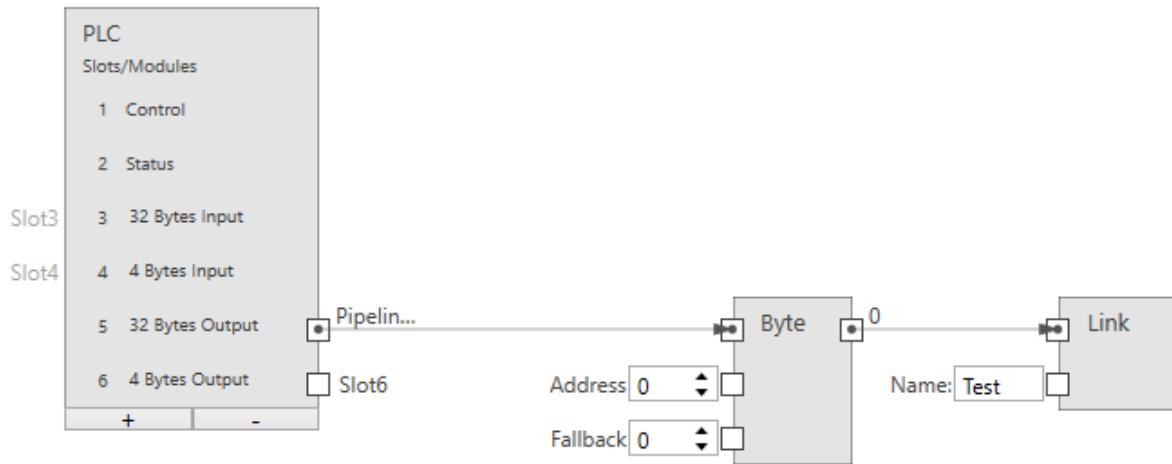 PLC
Slots/Modules
1 Control
2 Status
Slot3 3 32 Bytes Input
Slot4 4 4 Bytes Input
5 32 Bytes Output Pipelin... Byte 0 Link
6 4 Bytes Output Slot6 Address 0 Name: Test
+ -
Fallback 0